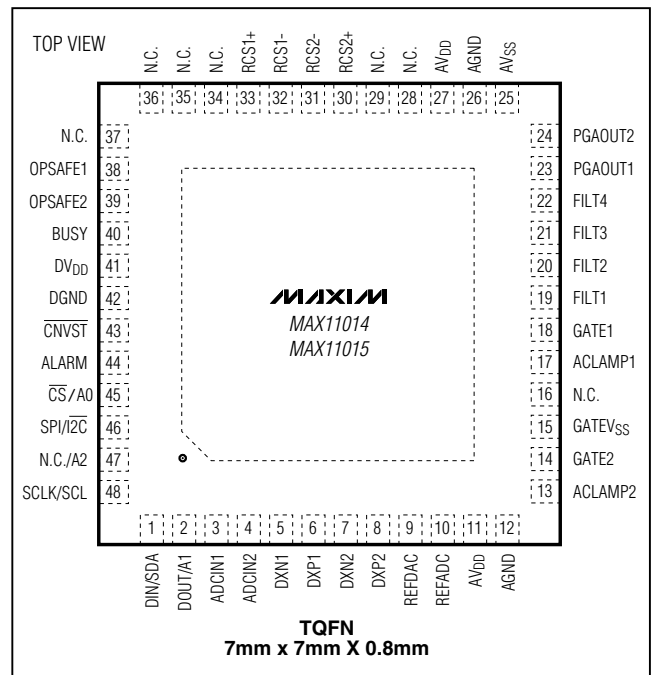 TOP VIEW
N.C. N.C. N.C. RCS1+ RCS1- RCS2- RCS2+ N.C. N.C. AVDD AGND AVSS
36 35 34 33 32 31 30 29 28 27 26 25
N.C. 37
OPSAFE1 38
OPSAFE2 39
BUSY 40
DVDD 41
DGND 42
CNVST 43
ALARM 44
CS/A0 45
SPI/I2C 46
N.C./A2 47
SCLK/SCL 48
MAXIM
MAX11014
MAX11015
24 PGAOUT2
23 PGAOUT1
22 FILT4
21 FILT3
20 FILT2
19 FILT1
18 GATE1
17 ACLAMP1
16 N.C.
15 GATEVSS
14 GATE2
13 ACLAMP2
1 2 3 4 5 6 7 8 9 10 11 12
DIN/SDA DOUT/A1 ADCIN1 ADCIN2 DXN1 DXP1 DXN2 DXP2 REFDAC REFADC AVDD AGND
TQFN
7mm x 7mm X 0.8mm